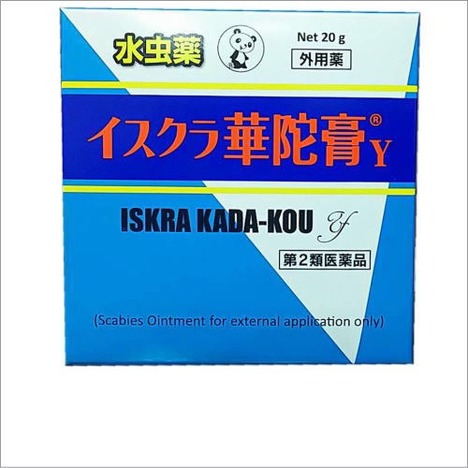 水虫薬
Net 20 g
外用薬
イスクラ華陀膏® Y
ISKRA KADA-KOU Y
第2類医薬品
(Scabies Ointment for external application only)